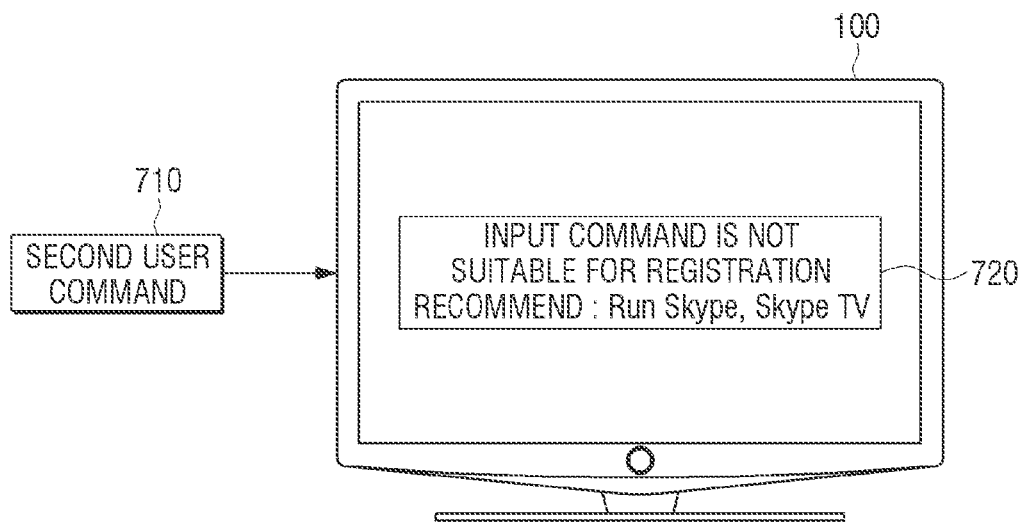 100
710
SECOND USER
COMMAND
INPUT COMMAND IS NOT
SUITABLE FOR REGISTRATION
RECOMMEND : Run Skype, Skype TV
720